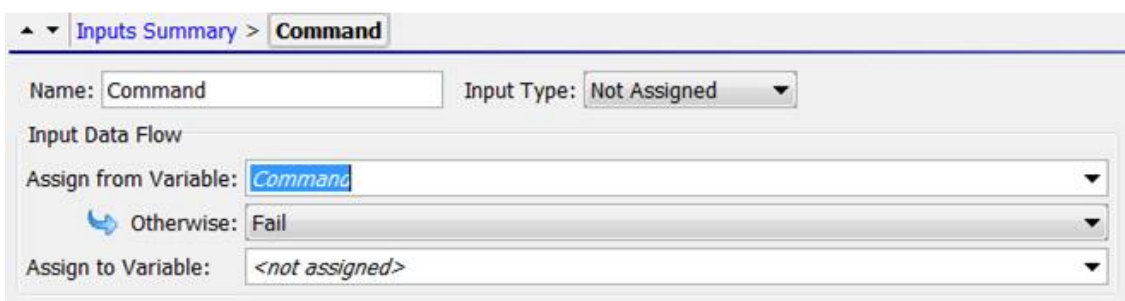 Inputs Summary > Command
Name: Command Input Type: Not Assigned
Input Data Flow
Assign from Variable: Command
Otherwise: Fail
Assign to Variable: <not assigned>